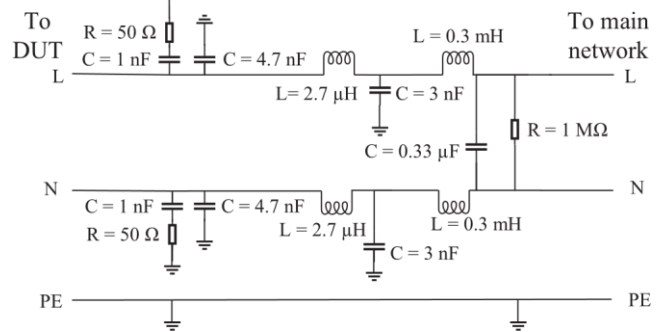 To
DUT
R = 50 Ω
C = 1 nF
C = 4.7 nF
L = 0.3 mH
To main
network
L
L
L= 2.7 μH
C = 3 nF
C = 0.33 μF
R = 1 MΩ
N
N
C = 1 nF
C = 4.7 nF
R = 50 Ω
L = 2.7 μH
L = 0.3 mH
C = 3 nF
PE
PE